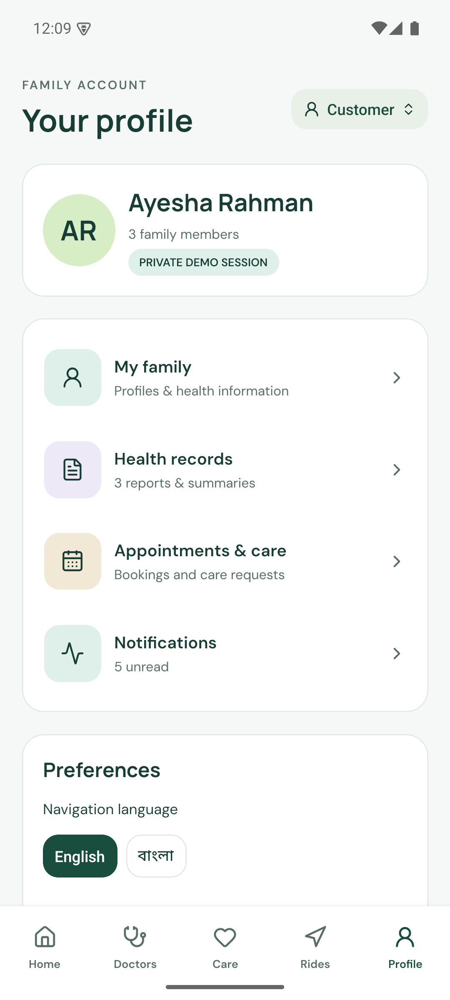 12:09
FAMILY ACCOUNT
Your profile
Customer
Ayesha Rahman
AR
3 family members
PRIVATE DEMO SESSION
My family
Profiles & health information
Health records
3 reports & summaries
Appointments & care
Bookings and care requests
Notifications
5 unread
Preferences
Navigation language
English
বাংলা
Home
Doctors
Care
Rides
Profile